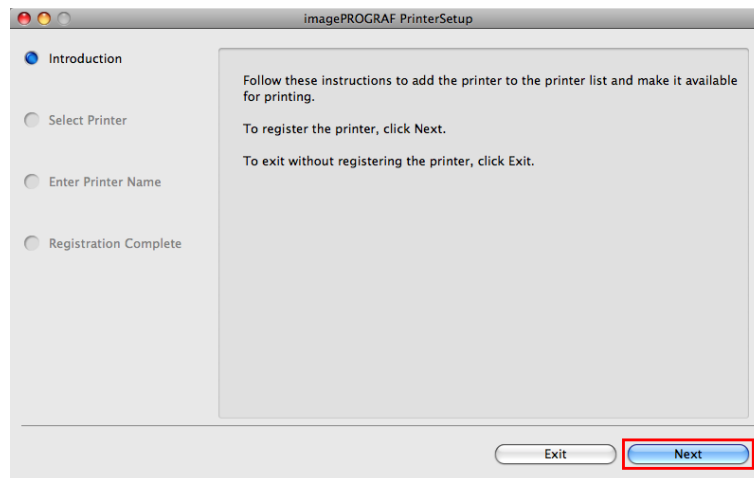 imagePROGRAF PrinterSetup
Introduction
Select Printer
Enter Printer Name
Registration Complete
Follow these instructions to add the printer to the printer list and make it available
for printing.
To register the printer, click Next.
To exit without registering the printer, click Exit.
Exit
Next